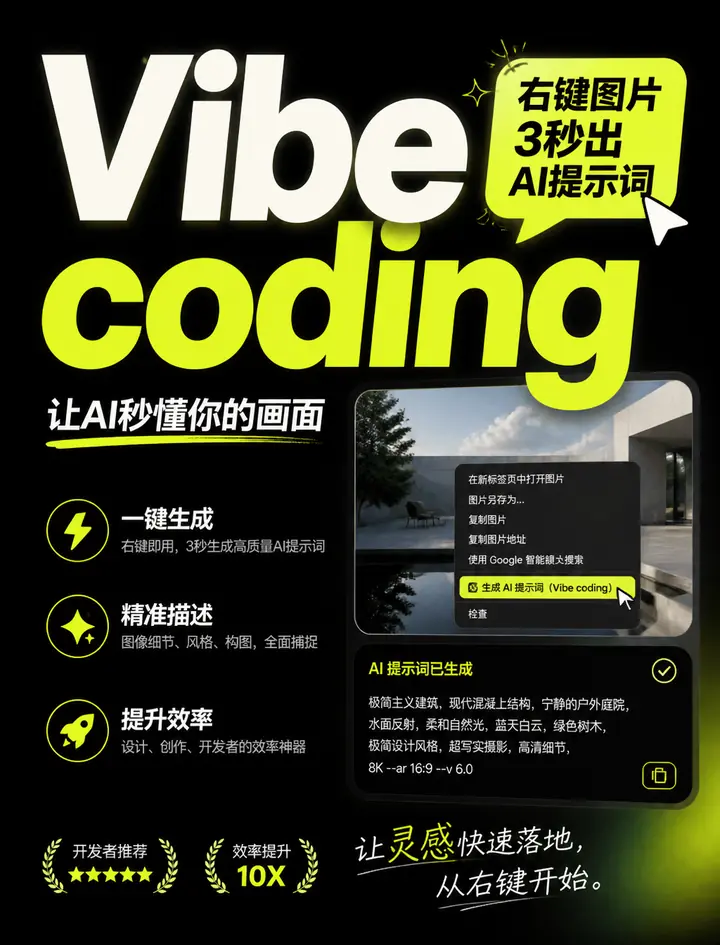 Vibe
coding
右键图片
3秒出
AI提示词
让AI秒懂你的画面
一键生成
右键即用，3秒生成高质量AI提示词
精准描述
图像细节、风格、构图，全面捕捉
提升效率
设计、创作、开发者的效率神器
在新标签页中打开图片
图片另存为...
复制图片
复制图片地址
使用 Google 智能
生成 AI 提示词（Vibe coding）
检查
AI 提示词已生成
极简主义建筑，现代混凝上结构，宁静的户外庭院，
水面反射，柔和自然光，蓝天白云，绿色树木，
极简设计风格，超写实摄影，高清细节，
8K --ar 16:9 --v 6.0
开发者推荐
效率提升
10X
让灵感快速落地，
从右键开始。